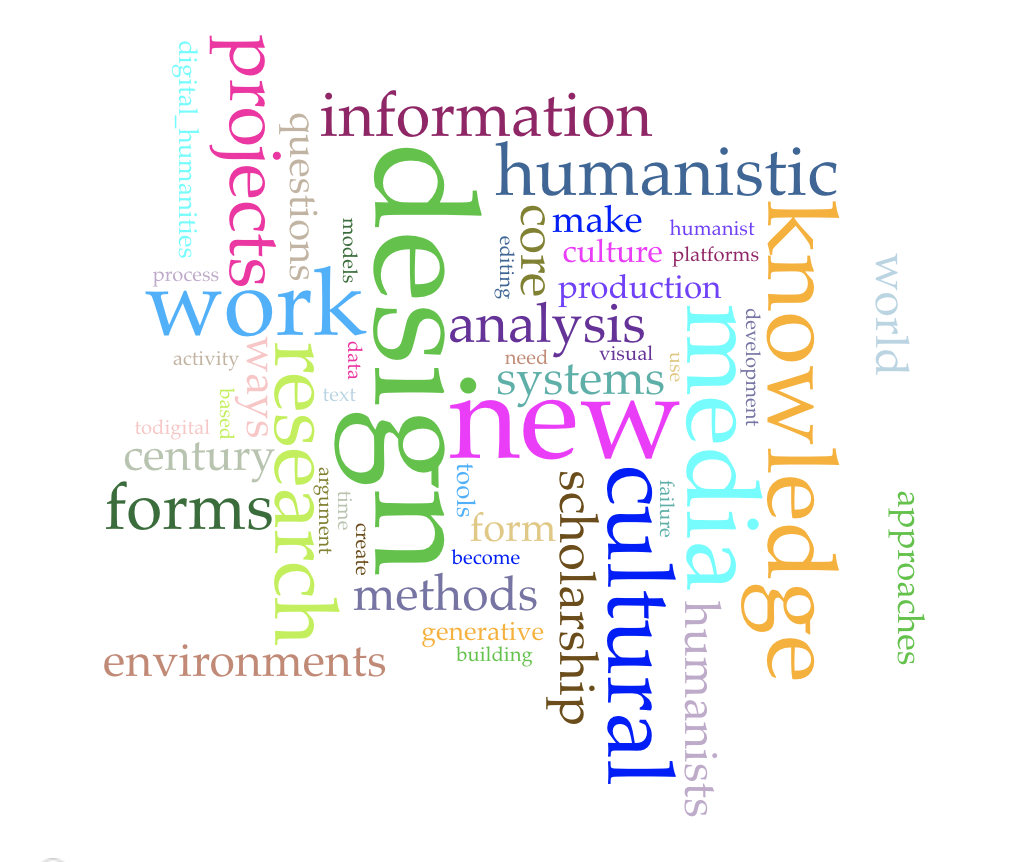 digital_humanities
projects
questions
information
design
humanistic
knowledge
core
make
humanist
culture
platforms
models
editing
process
work
production
world
analysis
media
development
activity
ways
research
data
need
visual
use
text
systems
based
new
todigital
century
forms
argument
time
create
tools
form
become
scholarship
cultural
failure
approaches
methods
humanists
generative
building
environments